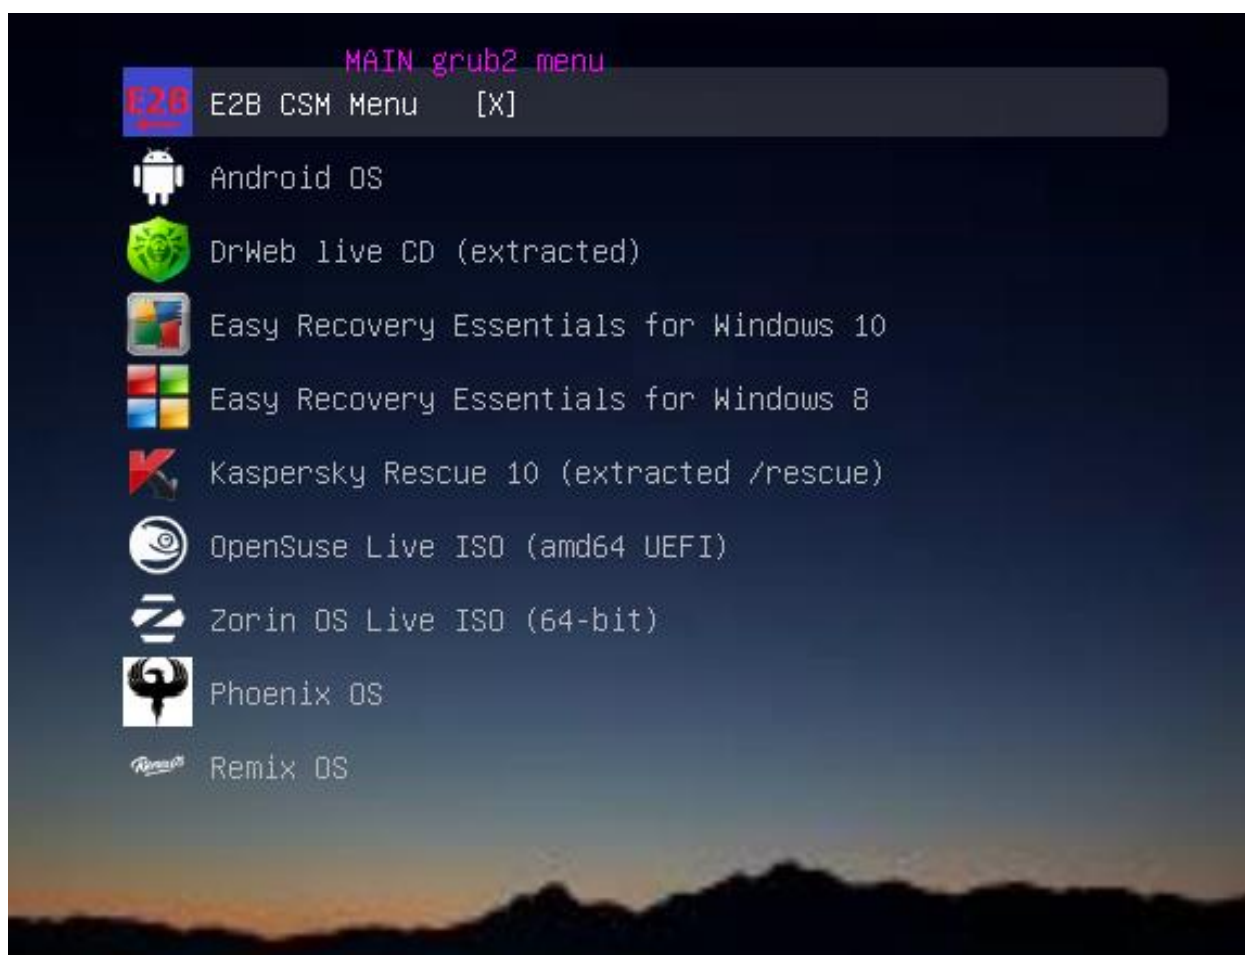 MAIN grub2 menu
E2B E2B CSM Menu [X]
Android OS
DrWeb live CD (extracted)
Easy Recovery Essentials for Windows 10
Easy Recovery Essentials for Windows 8
Kaspersky Rescue 10 (extracted /rescue)
OpenSuse Live ISO (amd64 UEFI)
Zorin OS Live ISO (64-bit)
Phoenix OS
Remix OS